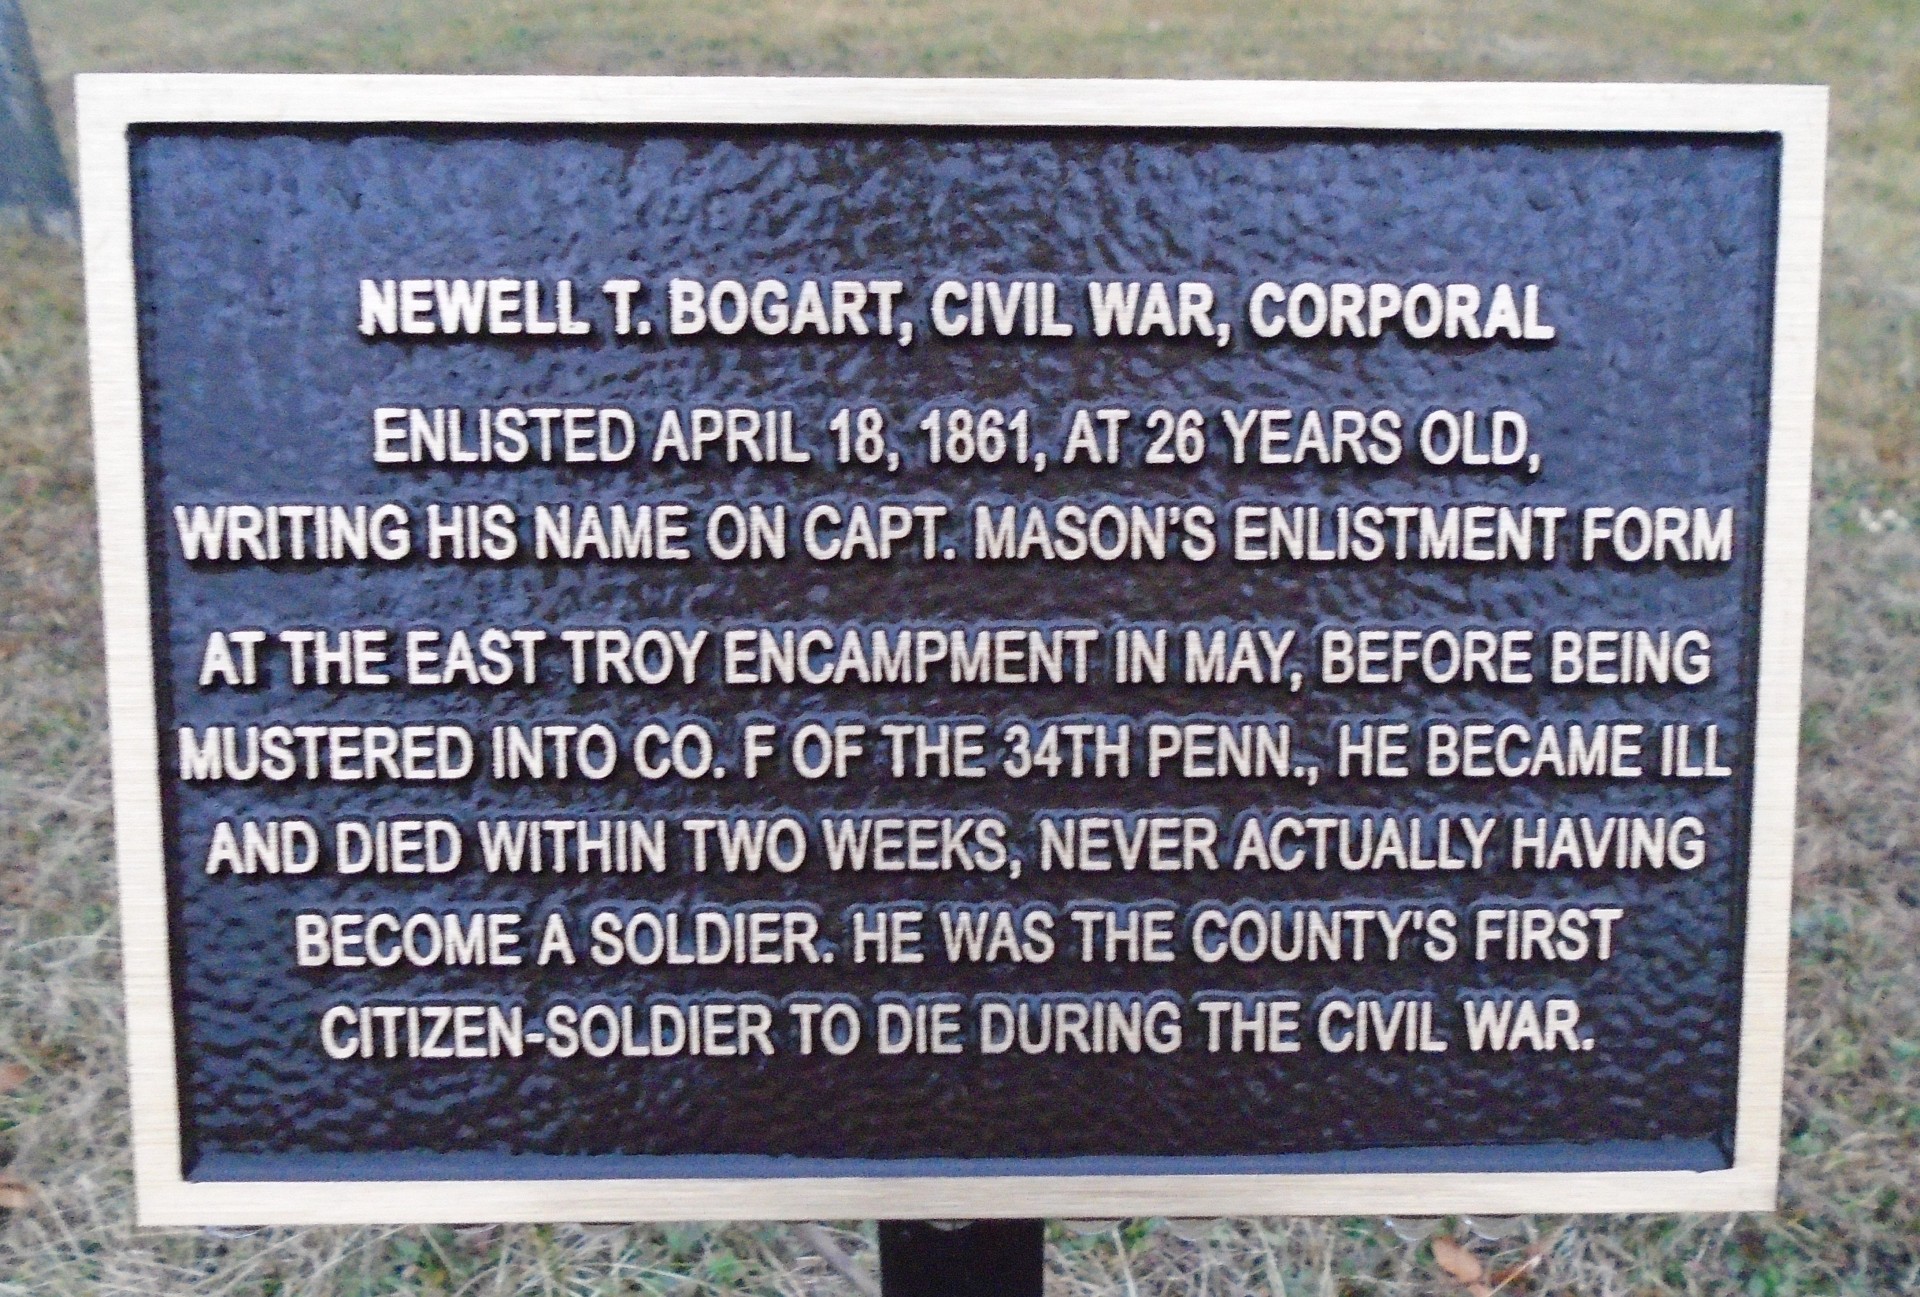 NEWELL T. BOGART, CIVIL WAR, CORPORAL
ENLISTED APRIL 18, 1861, AT 26 YEARS OLD,
WRITING HIS NAME ON CAPT. MASON'S ENLISTMENT FORM
AT THE EAST TROY ENCAMPMENT IN MAY, BEFORE BEING
MUSTERED INTO CO. F OF THE 34TH PENN., HE BECAME ILL
AND DIED WITHIN TWO WEEKS, NEVER ACTUALLY HAVING
BECOME A SOLDIER. HE WAS THE COUNTY'S FIRST
CITIZEN-SOLDIER TO DIE DURING THE CIVIL WAR.